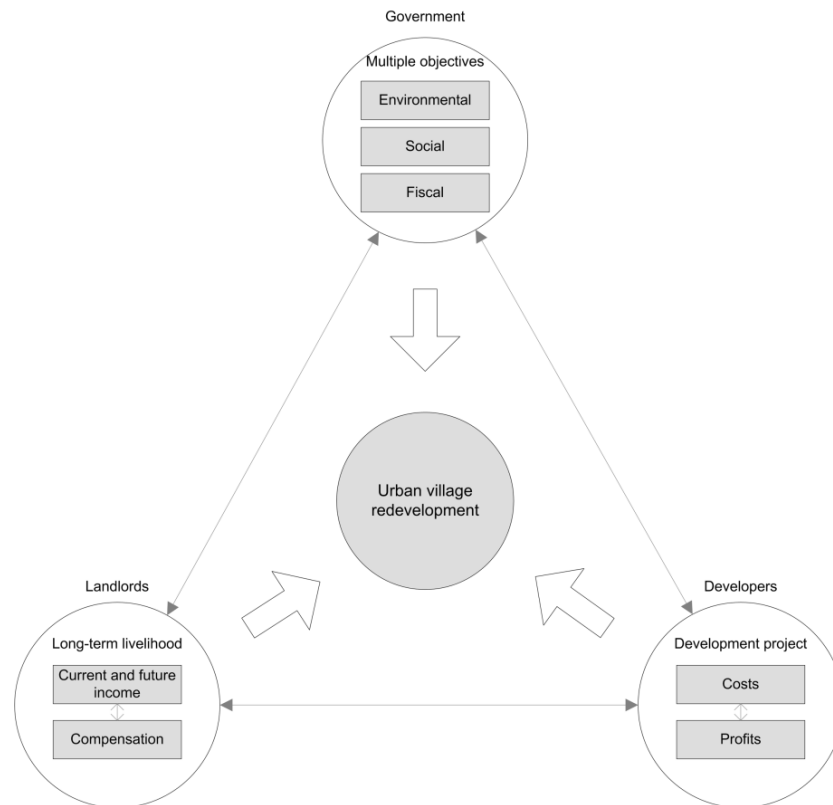 Government
Multiple objectives
Environmental
Social
Fiscal
Urban village
redevelopment
Landlords
Long-term livelihood
Current and future
income
Compensation
Developers
Development project
Costs
Profits